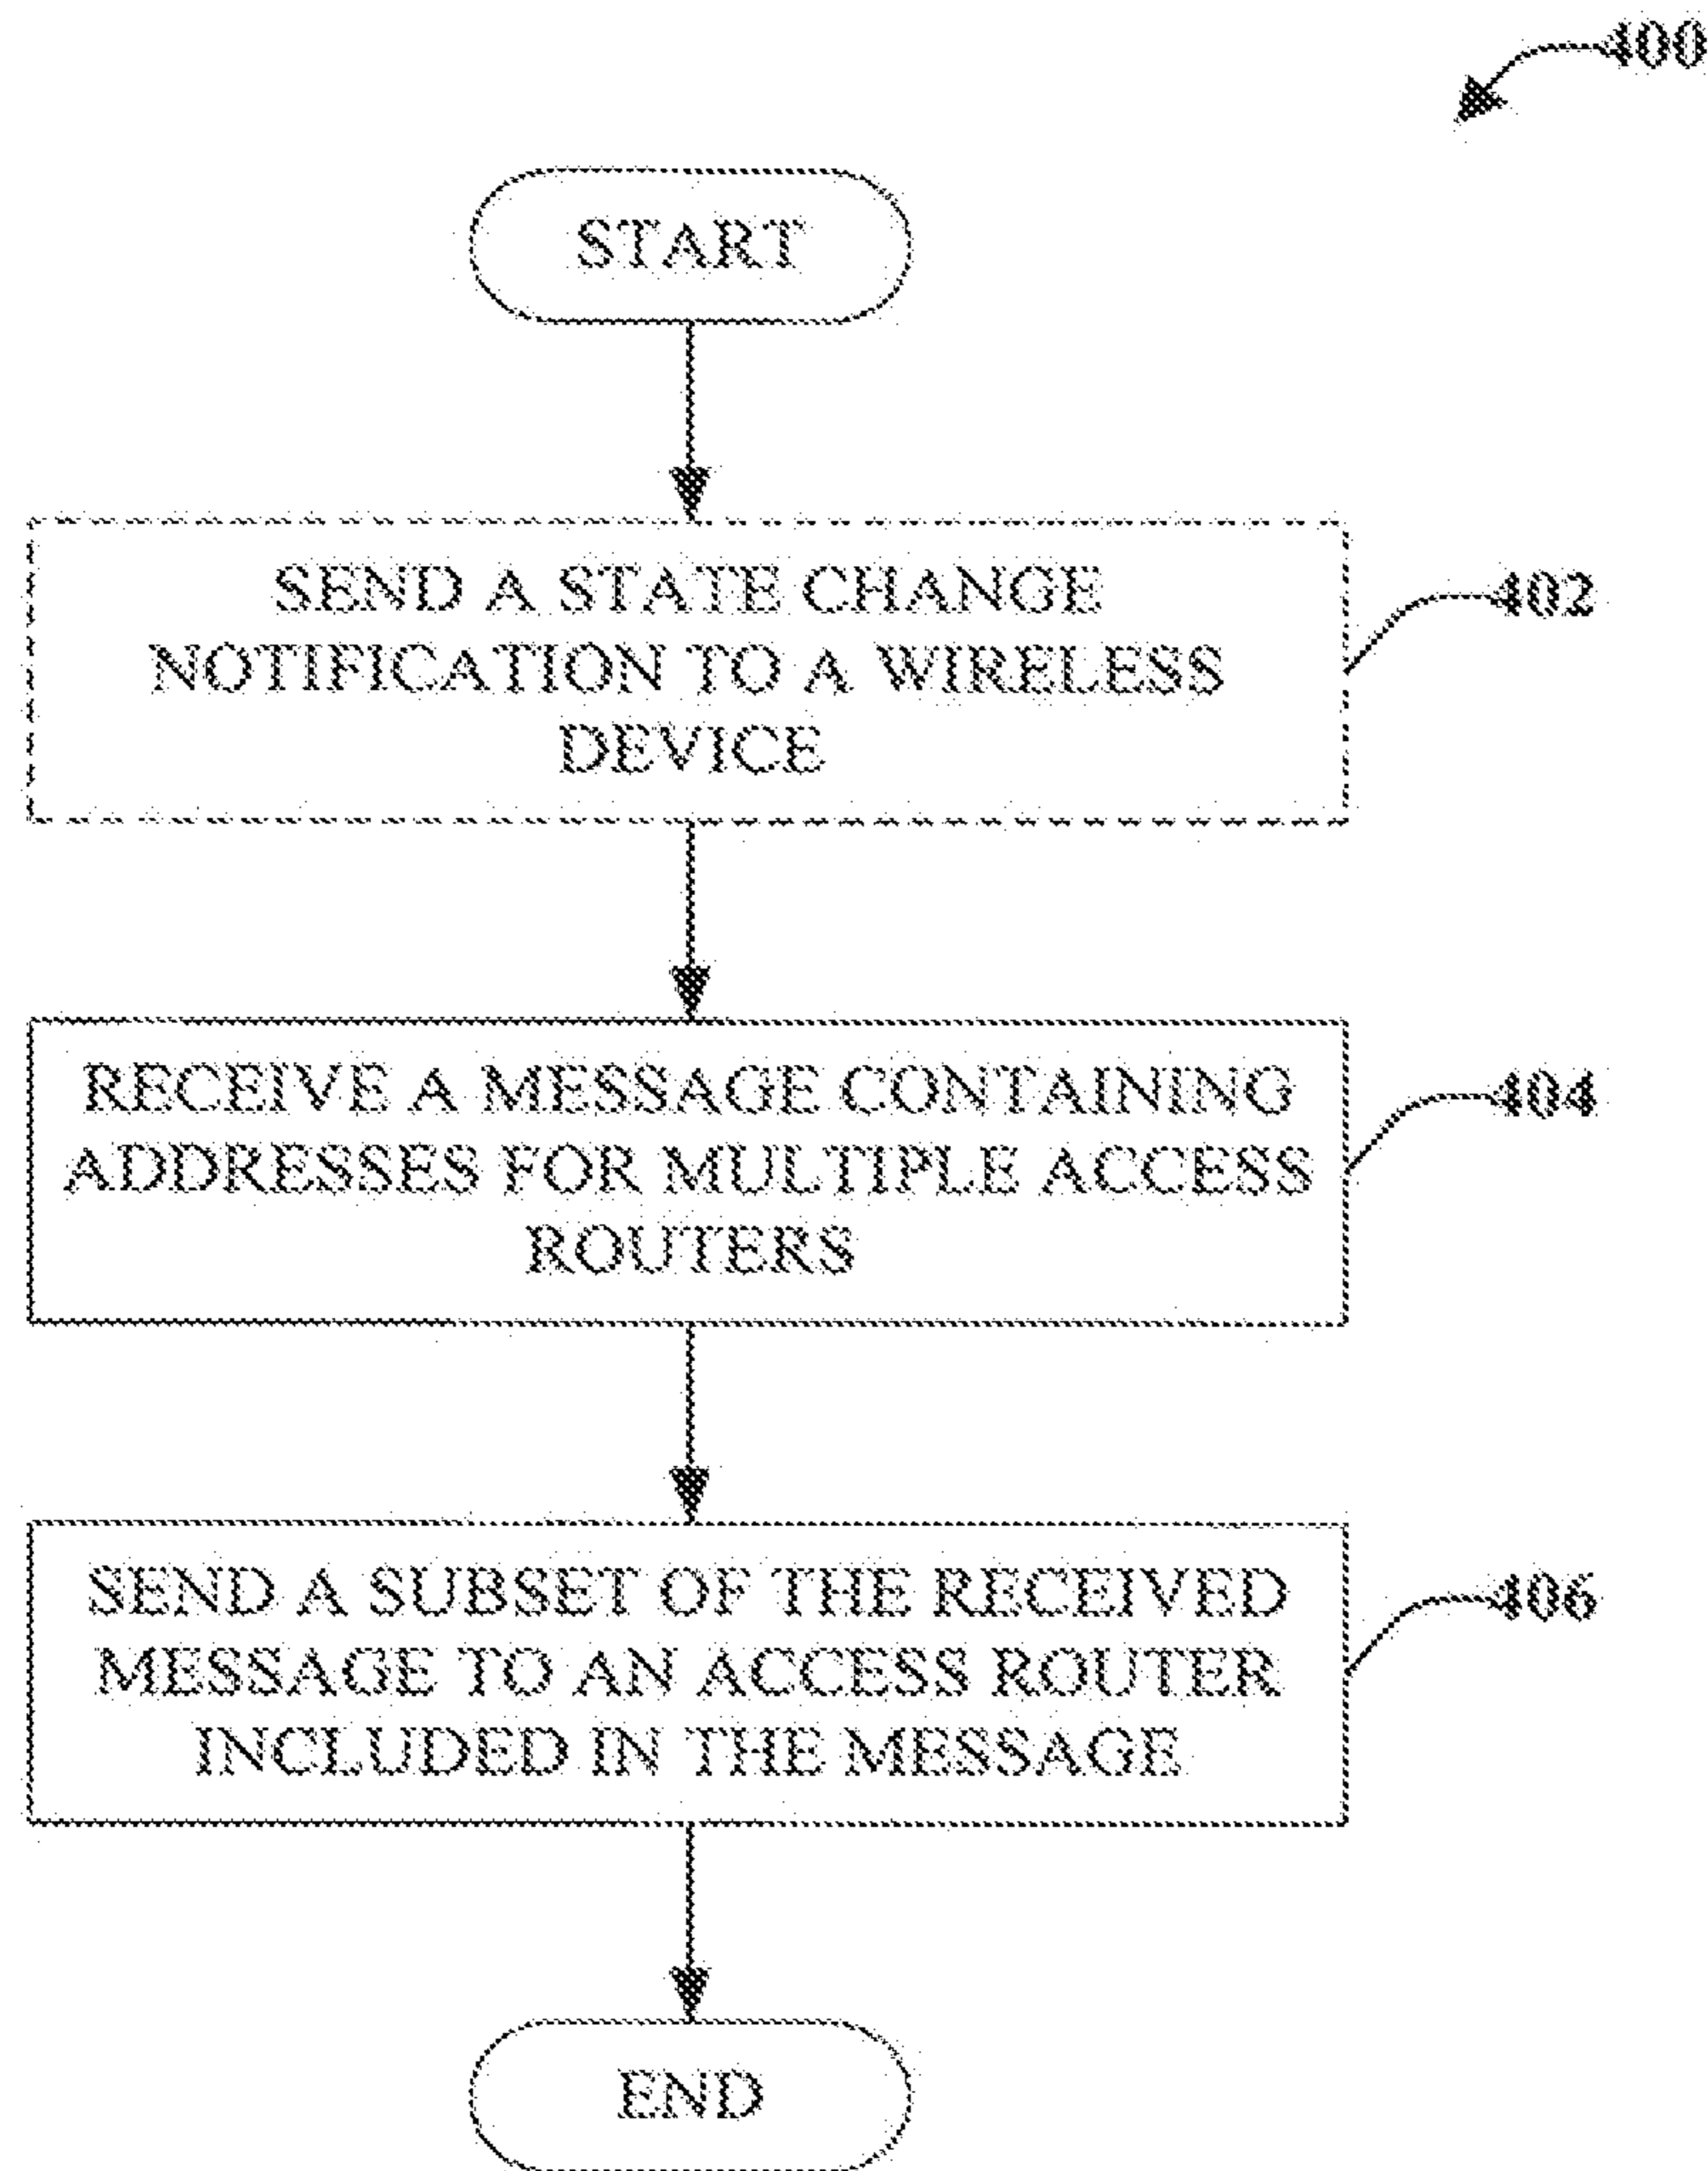 400
START
SEND A STATE CHANGE
NOTIFICATION TO A WIRELESS
DEVICE
402
RECEIVE A MESSAGE CONTAINING
ADDRESSES FOR MULTIPLE ACCESS
ROUTERS
404
SEND A SUBSET OF THE RECEIVED
MESSAGE TO AN ACCESS ROUTER
INCLUDED IN THE MESSAGE
406
END